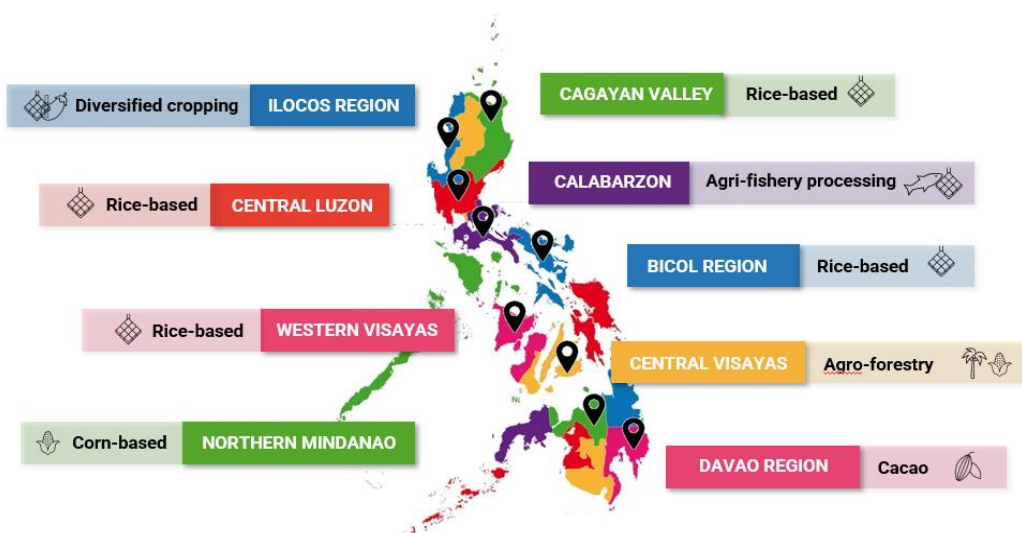 Diversified cropping ILOCOS REGION
CAGAYAN VALLEY Rice-based
Rice-based CENTRAL LUZON
CALABARZON Agri-fishery processing
BICOL REGION Rice-based
Rice-based WESTERN VISAYAS
CENTRAL VISAYAS Agro-forestry
Corn-based NORTHERN MINDANAO
DAVAO REGION Cacao